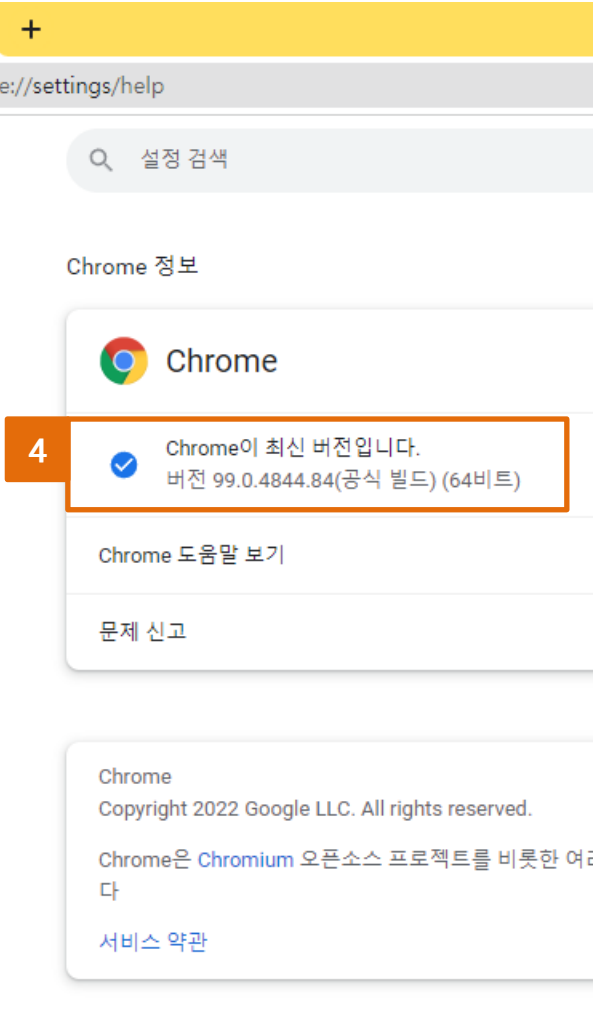 e://settings/help
설정 검색
Chrome 정보
Chrome
4
Chrome이 최신 버전입니다.
버전 99.0.4844.84(공식 빌드) (64비트)
Chrome 도움말 보기
문제 신고
Chrome
Copyright 2022 Google LLC. All rights reserved.
Chrome은 Chromium 오픈소스 프로젝트를 비롯한
다
서비스 약관